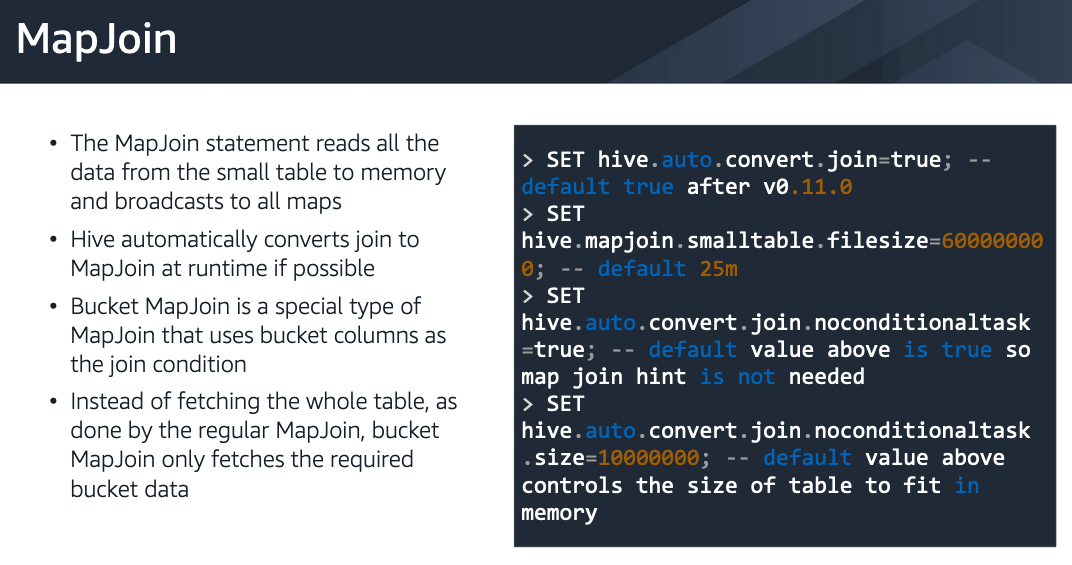 MapJoin
• The MapJoin statement reads all the
data from the small table to memory
and broadcasts to all maps
• Hive automatically converts join to
MapJoin at runtime if possible
• Bucket MapJoin is a special type of
MapJoin that uses bucket columns as
the join condition
• Instead of fetching the whole table, as
done by the regular MapJoin, bucket
MapJoin only fetches the required
bucket data
> SET hive.auto.convert.join=true; --
default true after v0.11.0
> SET
hive.mapjoin.smalltable.filesize=60000000
0; -- default 25m
> SET
hive.auto.convert.join.noconditionaltask
=true; -- default value above is true so
map join hint is not needed
> SET
hive.auto.convert.join.noconditionaltask
.size=10000000; -- default value above
controls the size of table to fit in
memory